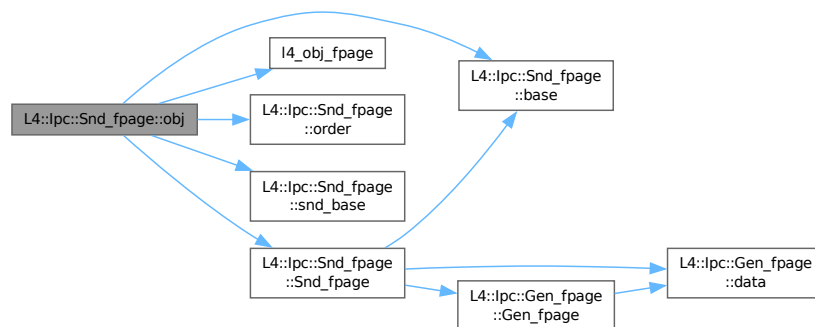 L4::Ipc::Snd_fpage::obj
l4_obj_fpage
L4::Ipc::Snd_fpage
::order
L4::Ipc::Snd_fpage
::snd_base
L4::Ipc::Snd_fpage
::Snd_fpage
L4::Ipc::Snd_fpage
::base
L4::Ipc::Gen_fpage
::Gen_fpage
L4::Ipc::Gen_fpage
::data